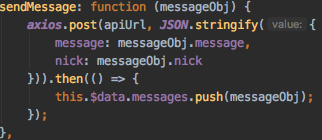 sendMessage: function (messageObj) {
    axios.post(apiUrl, JSON.stringify( value: {
        message: messageObj.message,
        nick: messageObj.nick
    })).then(() => {
        this.$data.messages.push(messageObj);
    });
},